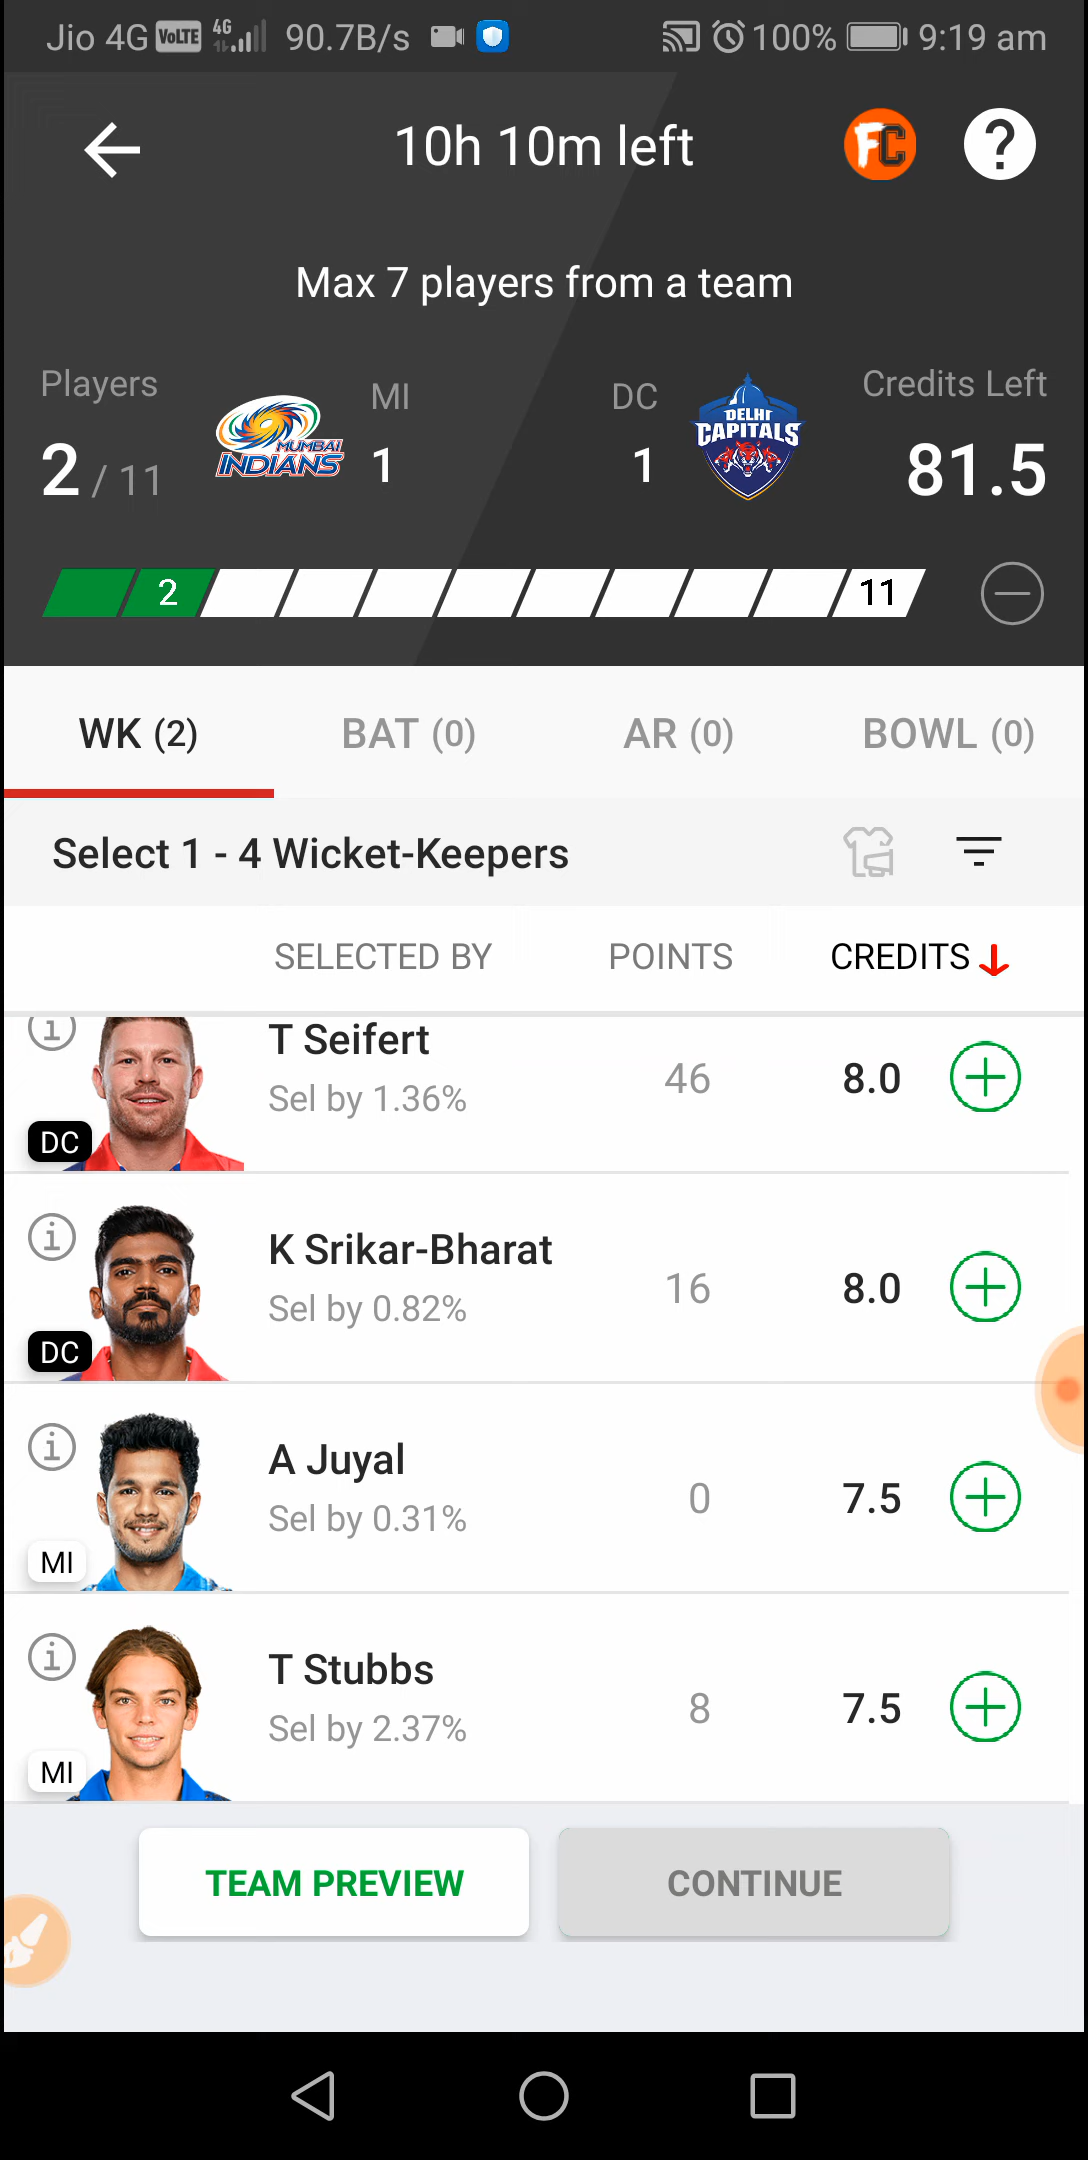 Jio 4G VoLTE 4G 90.7B/s 100% 9:19 am
10h 10m left
FC ?
Max 7 players from a team
Players MI DC Credits Left
2 / 11 1 1 81.5
MUMBAI INDIANS
DELHI CAPITALS
2 11
WK (2) BAT (0) AR (0) BOWL (0)
Select 1 - 4 Wicket-Keepers
SELECTED BY POINTS CREDITS
T Seifert
Sel by 1.36% 46 8.0
DC
K Srikar-Bharat
Sel by 0.82% 16 8.0
DC
A Juyal
Sel by 0.31% 0 7.5
MI
T Stubbs
Sel by 2.37% 8 7.5
MI
TEAM PREVIEW CONTINUE